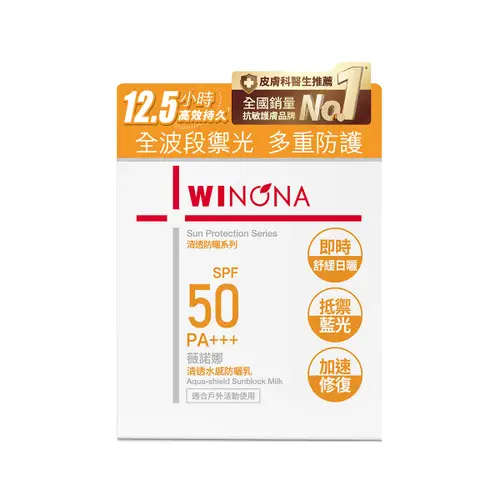 12.5小時
高效待久
皮膚科醫生推薦
全國銷量
抗敏護膚品牌
No.1
全波段禦光 多重防護
WINONA
Sun Protection Series
清透防曬系列
SPF
50
PA+++
薇諾娜
清透水感防曬乳
Aqua-shield Sunblock Milk
適合戶外活動使用
即時
舒緩日曬
抵禦
藍光
加速
修復